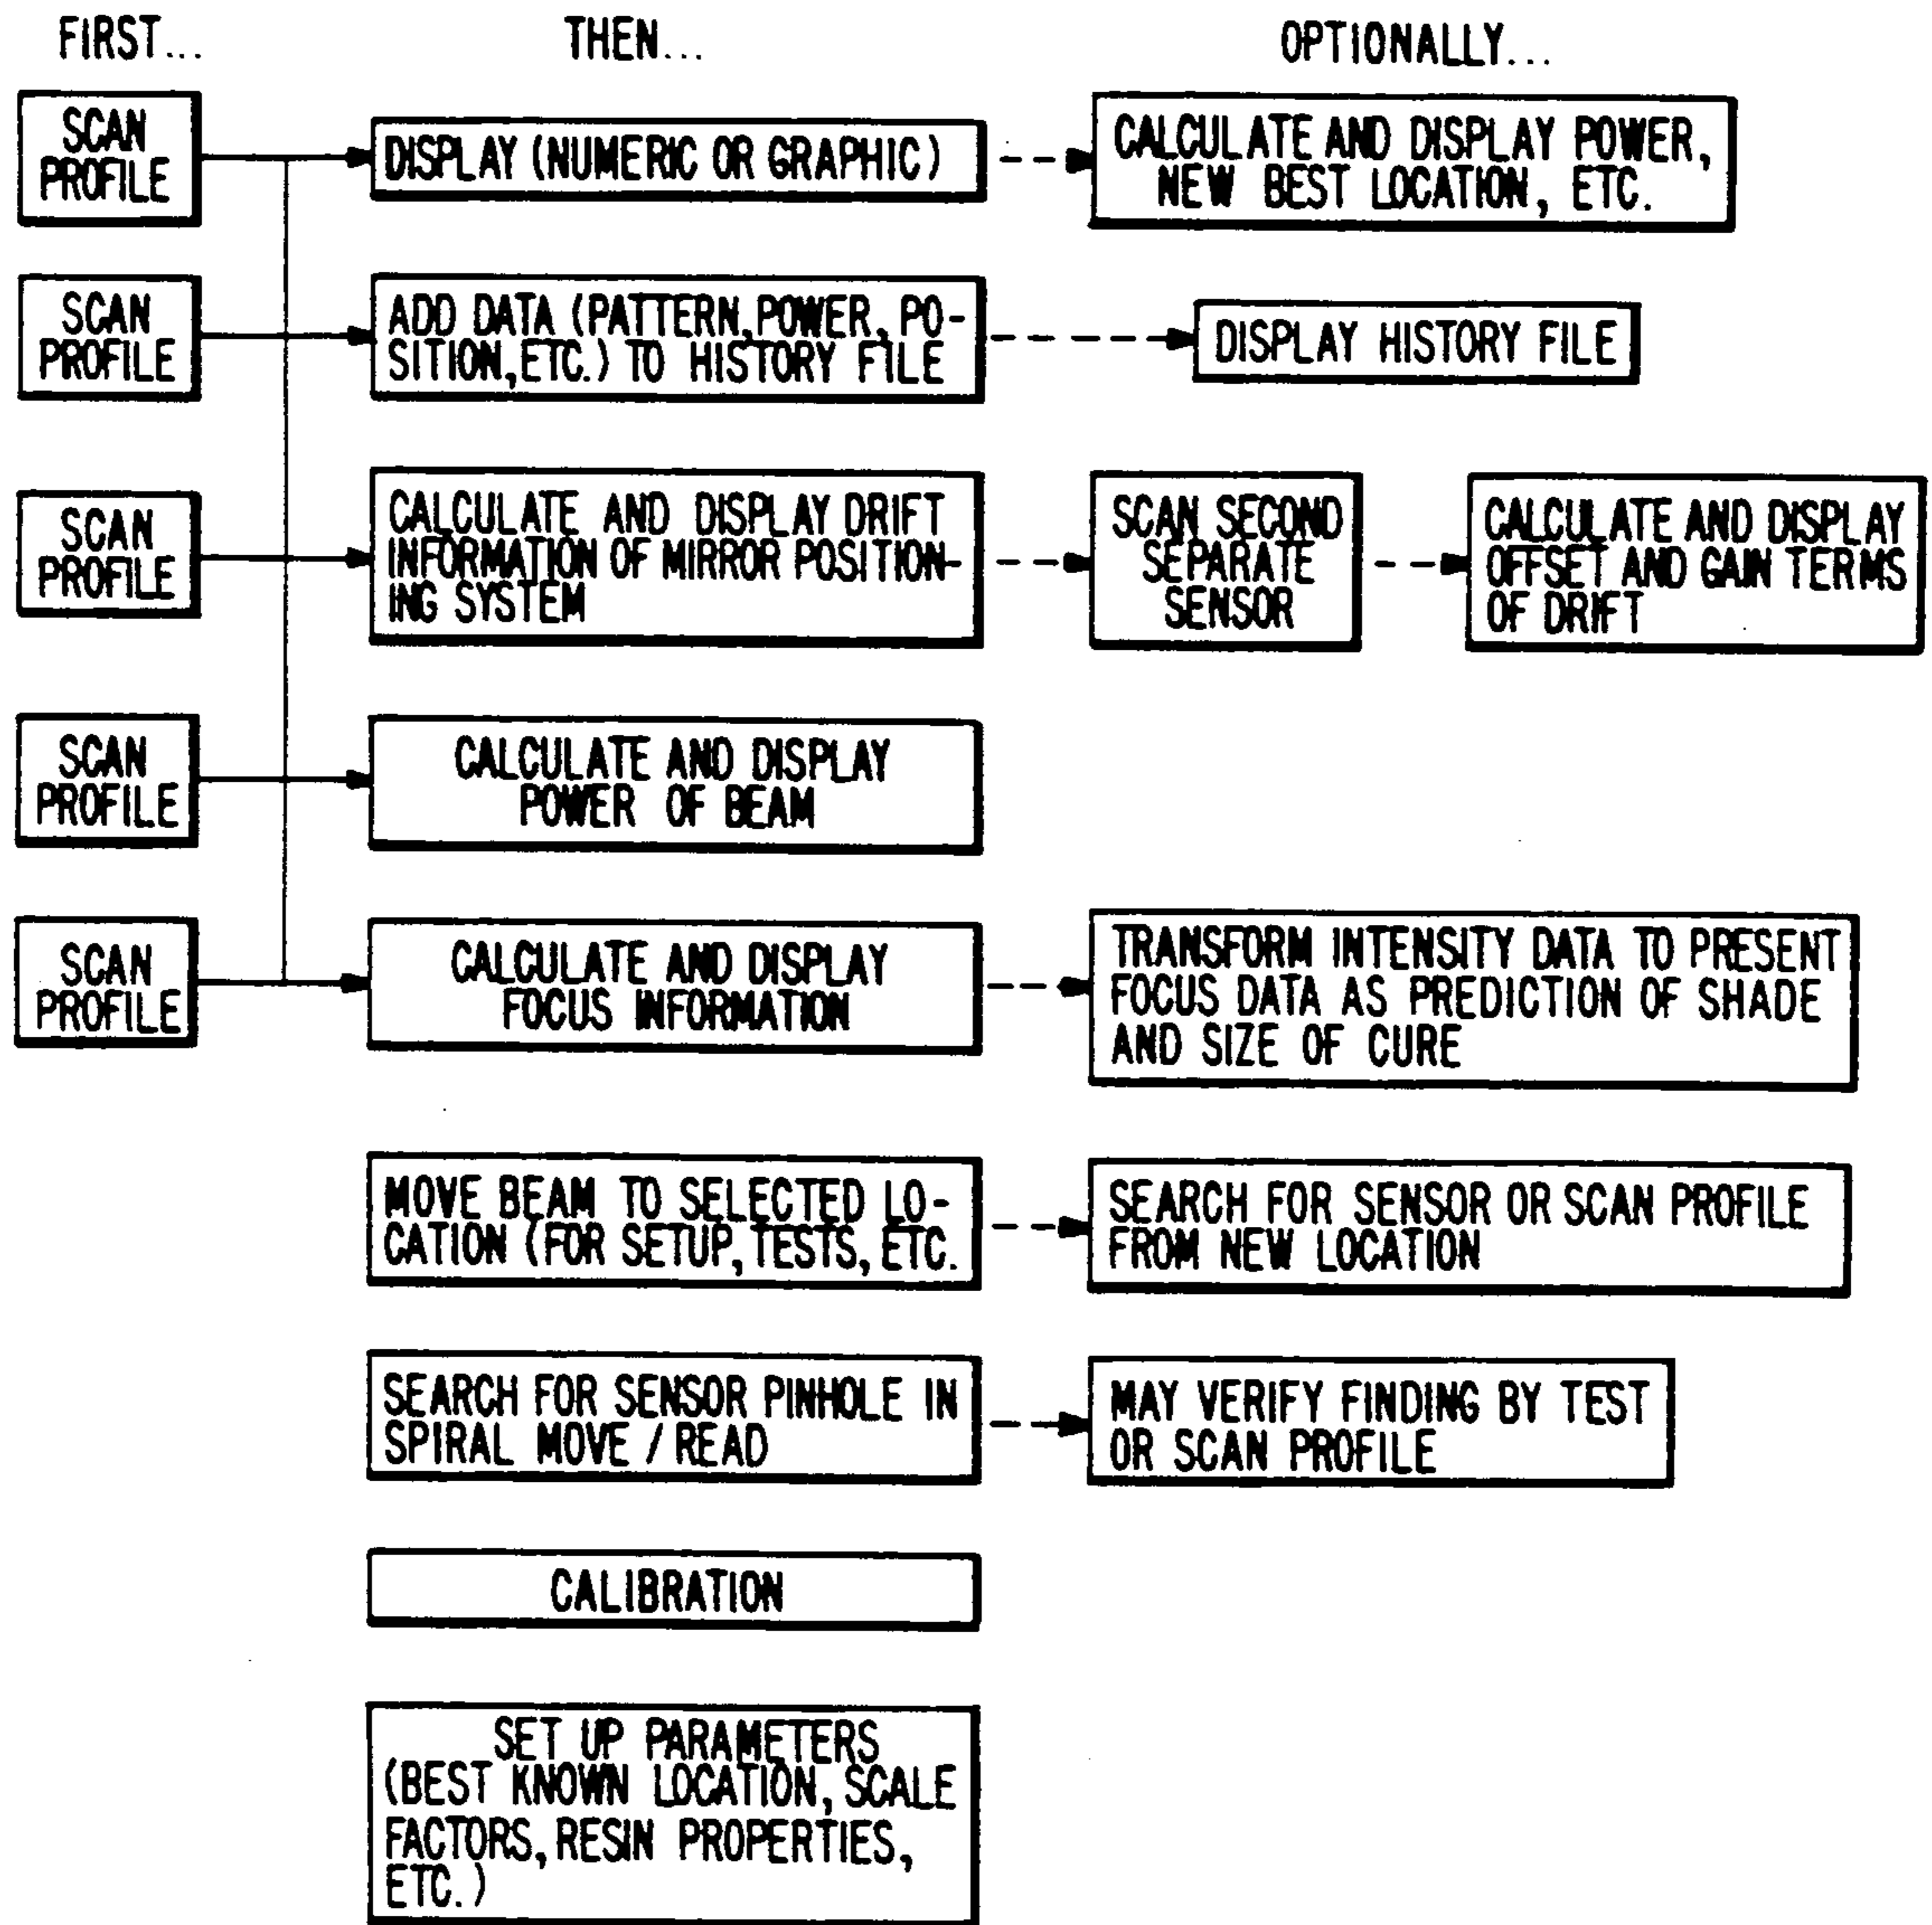 FIRST...
THEN...
OPTIONALLY...
SCAN
PROFILE
DISPLAY (NUMERIC OR GRAPHIC)
CALCULATE AND DISPLAY POWER,
NEW BEST LOCATION, ETC.
SCAN
PROFILE
ADD DATA (PATTERN, POWER, PO-
SITION, ETC.) TO HISTORY FILE
DISPLAY HISTORY FILE
SCAN
PROFILE
CALCULATE AND DISPLAY DRIFT
INFORMATION OF MIRROR POSITION-
ING SYSTEM
SCAN SECOND
SEPARATE
SENSOR
CALCULATE AND DISPLAY
OFFSET AND GAIN TERMS
OF DRIFT
SCAN
PROFILE
CALCULATE AND DISPLAY
POWER OF BEAM
SCAN
PROFILE
CALCULATE AND DISPLAY
FOCUS INFORMATION
TRANSFORM INTENSITY DATA TO PRESENT
FOCUS DATA AS PREDICTION OF SHADE
AND SIZE OF CURE
MOVE BEAM TO SELECTED LO-
CATION (FOR SETUP, TESTS, ETC.
SEARCH FOR SENSOR OR SCAN PROFILE
FROM NEW LOCATION
SEARCH FOR SENSOR PINHOLE IN
SPIRAL MOVE / READ
MAY VERIFY FINDING BY TEST
OR SCAN PROFILE
CALIBRATION
SET UP PARAMETERS
(BEST KNOWN LOCATION, SCALE
FACTORS, RESIN PROPERTIES,
ETC.)